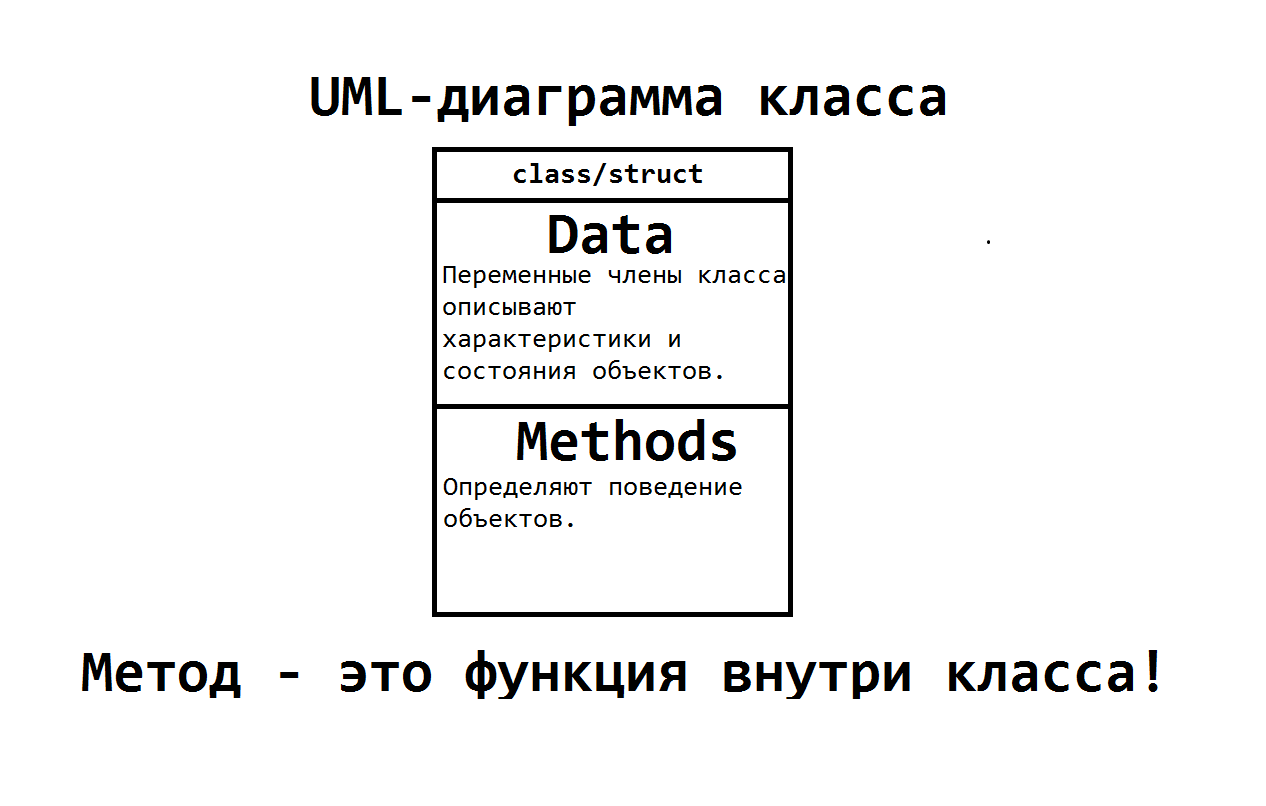 UML-диаграмма класса
class/struct
Data
Переменные члены класса
описывают
характеристики и
состояния объектов.
Methods
Определяют поведение
объектов.
Метод - это функция внутри класса!